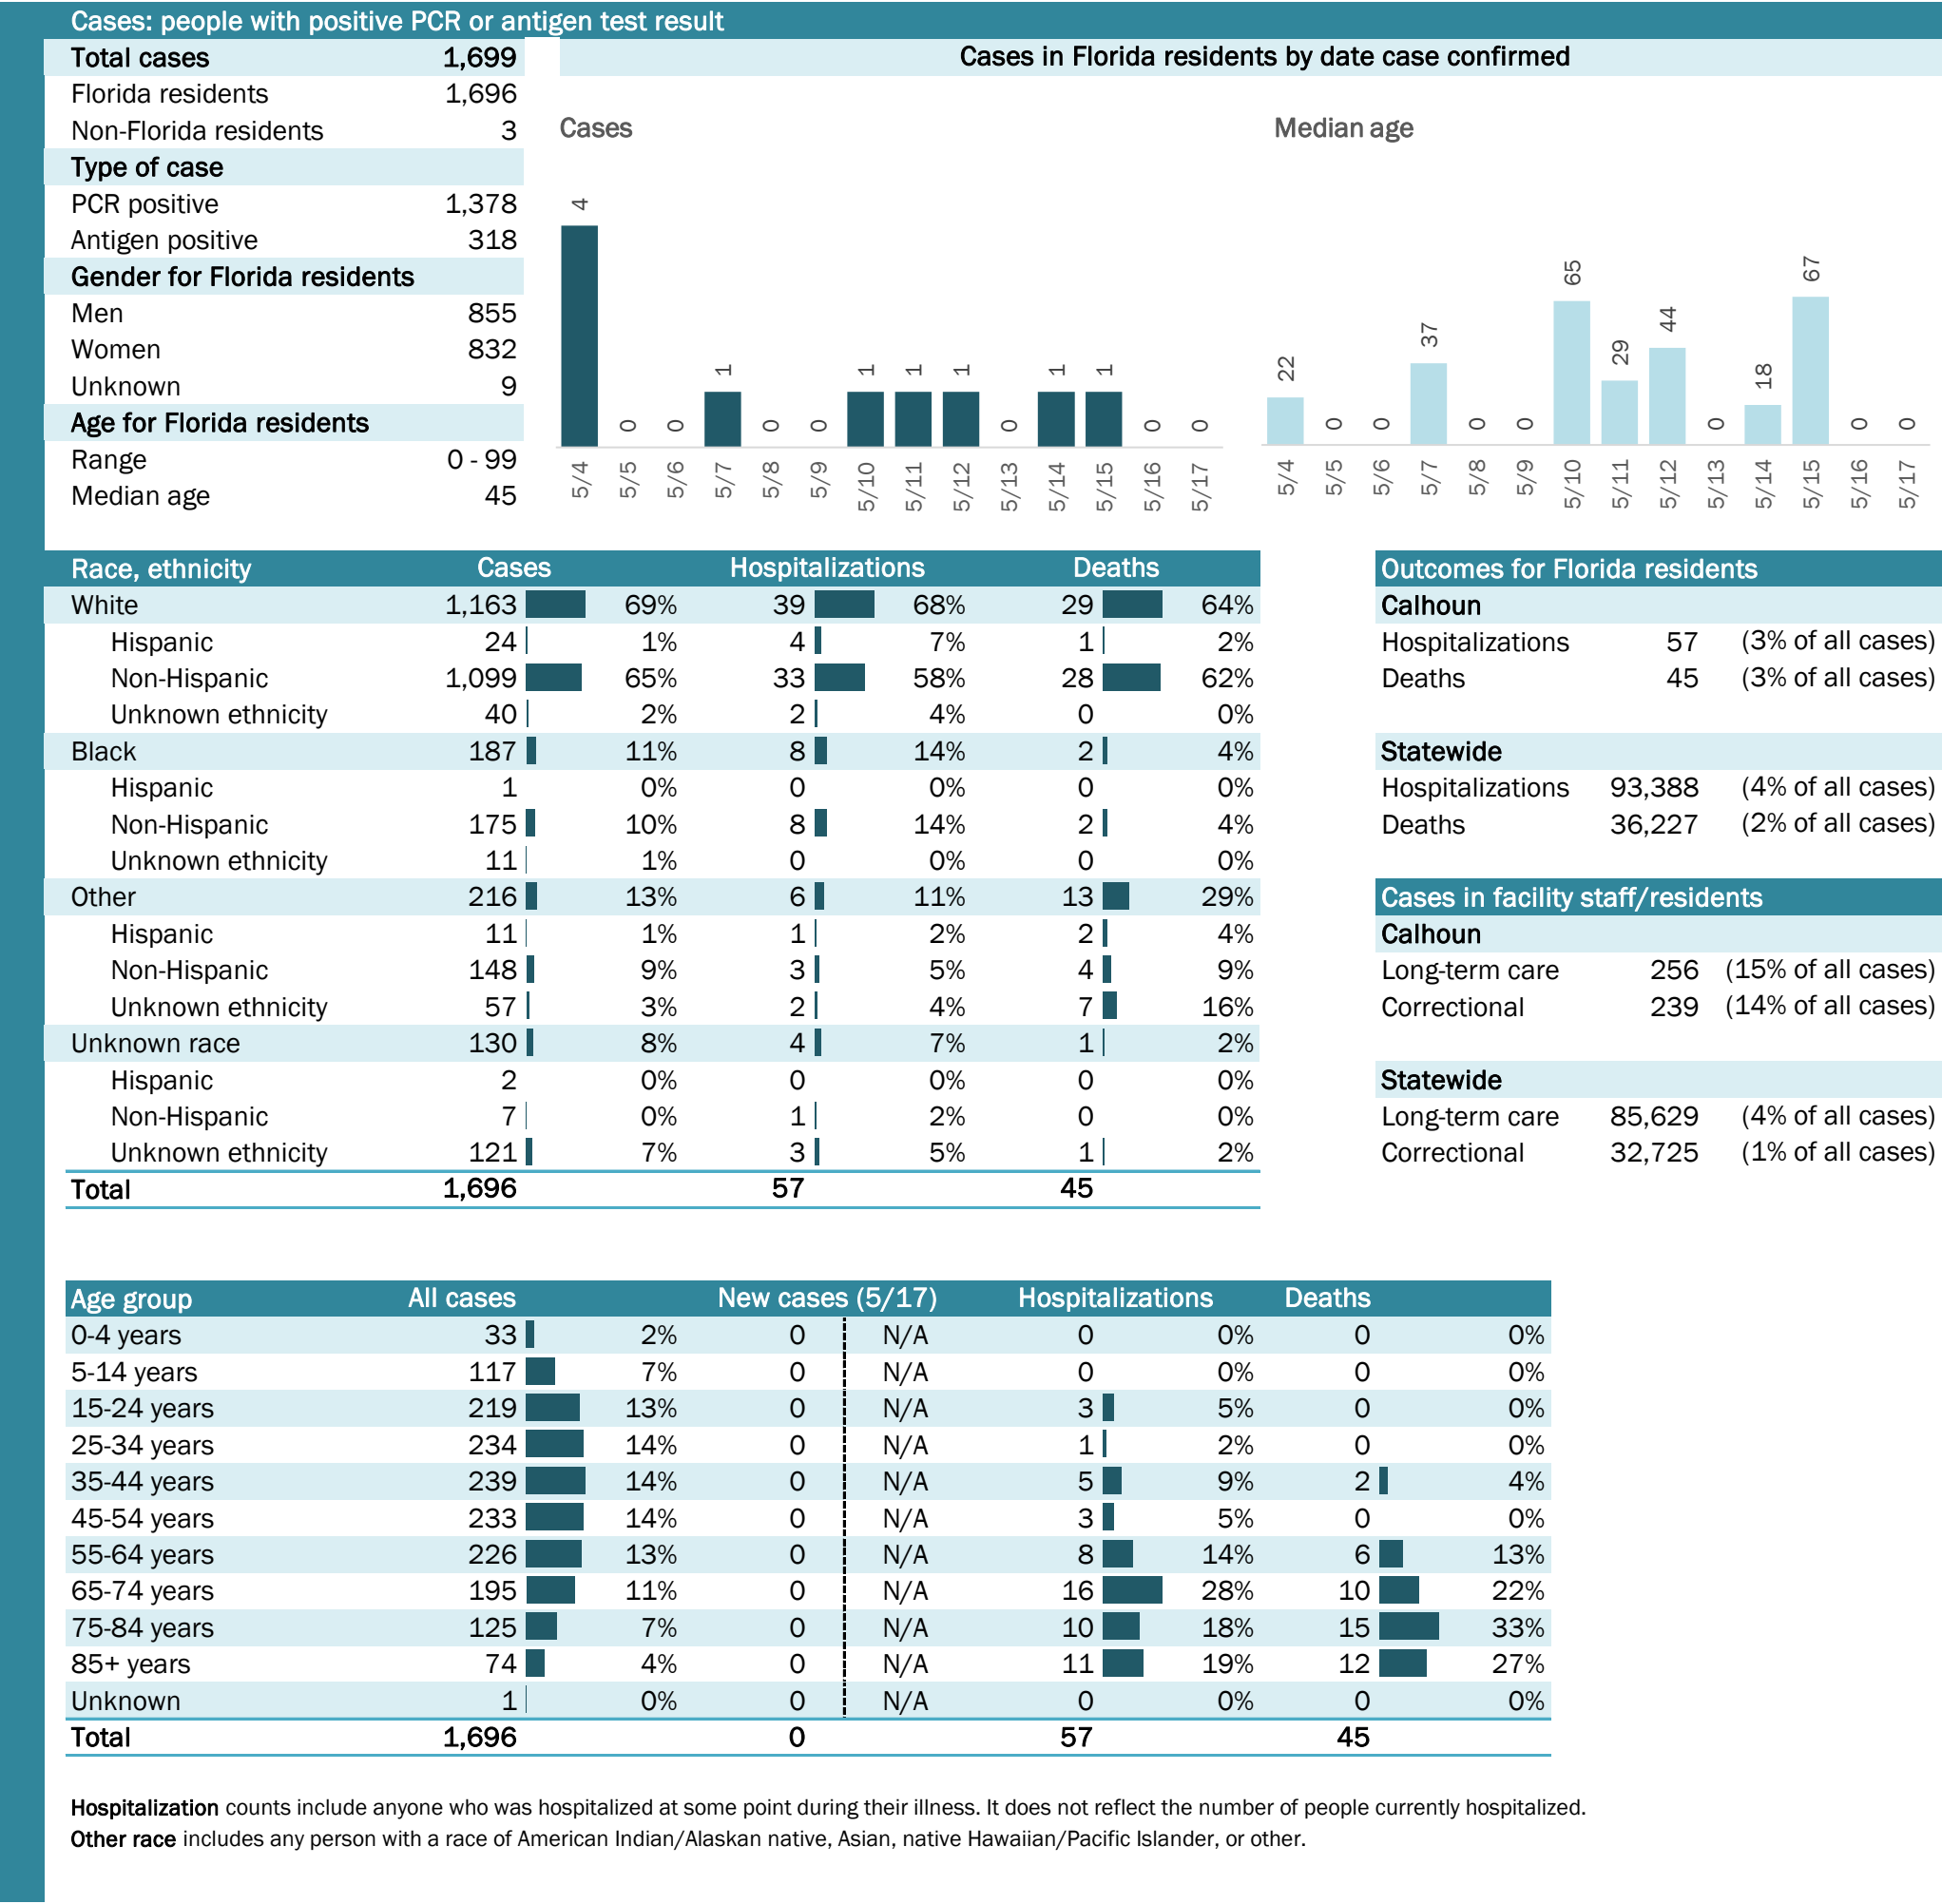 Cases: people with positive PCR or antigen test result
Total cases 1,699
Florida residents 1,696
Non-Florida residents 3
Type of case
PCR positive 1,378
Antigen positive 318
Gender for Florida residents
Men 855
Women 832
Unknown 9
Age for Florida residents
Range 0 - 99
Median age 45
Cases in Florida residents by date case confirmed
Cases
4 0 0 1 0 0 1 1 1 0 1 1 0 0
5/4 5/5 5/6 5/7 5/8 5/9 5/10 5/11 5/12 5/13 5/14 5/15 5/16 5/17
Median age
22 0 0 37 0 0 65 29 44 0 18 67 0 0
5/4 5/5 5/6 5/7 5/8 5/9 5/10 5/11 5/12 5/13 5/14 5/15 5/16 5/17
Race, ethnicity Cases Hospitalizations Deaths
White 1,163 69% 39 68% 29 64%
Hispanic 24 1% 4 7% 1 2%
Non-Hispanic 1,099 65% 33 58% 28 62%
Unknown ethnicity 40 2% 2 4% 0 0%
Black 187 11% 8 14% 2 4%
Hispanic 1 0% 0 0% 0 0%
Non-Hispanic 175 10% 8 14% 2 4%
Unknown ethnicity 11 1% 0 0% 0 0%
Other 216 13% 6 11% 13 29%
Hispanic 11 1% 1 2% 2 4%
Non-Hispanic 148 9% 3 5% 4 9%
Unknown ethnicity 57 3% 2 4% 7 16%
Unknown race 130 8% 4 7% 1 2%
Hispanic 2 0% 0 0% 0 0%
Non-Hispanic 7 0% 1 2% 0 0%
Unknown ethnicity 121 7% 3 5% 1 2%
Total 1,696 57 45
Outcomes for Florida residents
Calhoun
Hospitalizations 57 (3% of all cases)
Deaths 45 (3% of all cases)
Statewide
Hospitalizations 93,388 (4% of all cases)
Deaths 36,227 (2% of all cases)
Cases in facility staff/residents
Calhoun
Long-term care 256 (15% of all cases)
Correctional 239 (14% of all cases)
Statewide
Long-term care 85,629 (4% of all cases)
Correctional 32,725 (1% of all cases)
Age group All cases New cases (5/17) Hospitalizations Deaths
0-4 years 33 2% 0 N/A 0 0% 0 0%
5-14 years 117 7% 0 N/A 0 0% 0 0%
15-24 years 219 13% 0 N/A 3 5% 0 0%
25-34 years 234 14% 0 N/A 1 2% 0 0%
35-44 years 239 14% 0 N/A 5 9% 2 4%
45-54 years 233 14% 0 N/A 3 5% 0 0%
55-64 years 226 13% 0 N/A 8 14% 6 13%
65-74 years 195 11% 0 N/A 16 28% 10 22%
75-84 years 125 7% 0 N/A 10 18% 15 33%
85+ years 74 4% 0 N/A 11 19% 12 27%
Unknown 1 0% 0 N/A 0 0% 0 0%
Total 1,696 0 57 45
Hospitalization counts include anyone who was hospitalized at some point during their illness. It does not reflect the number of people currently hospitalized.
Other race includes any person with a race of American Indian/Alaskan native, Asian, native Hawaiian/Pacific Islander, or other.